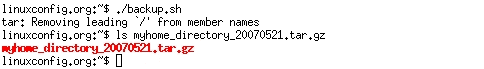 linuxconfig.org:~$ ./backup.sh
tar: Removing leading `/' from member names
linuxconfig.org:~$ ls myhome_directory_20070521.tar.gz
myhome_directory_20070521.tar.gz
linuxconfig.org:~$